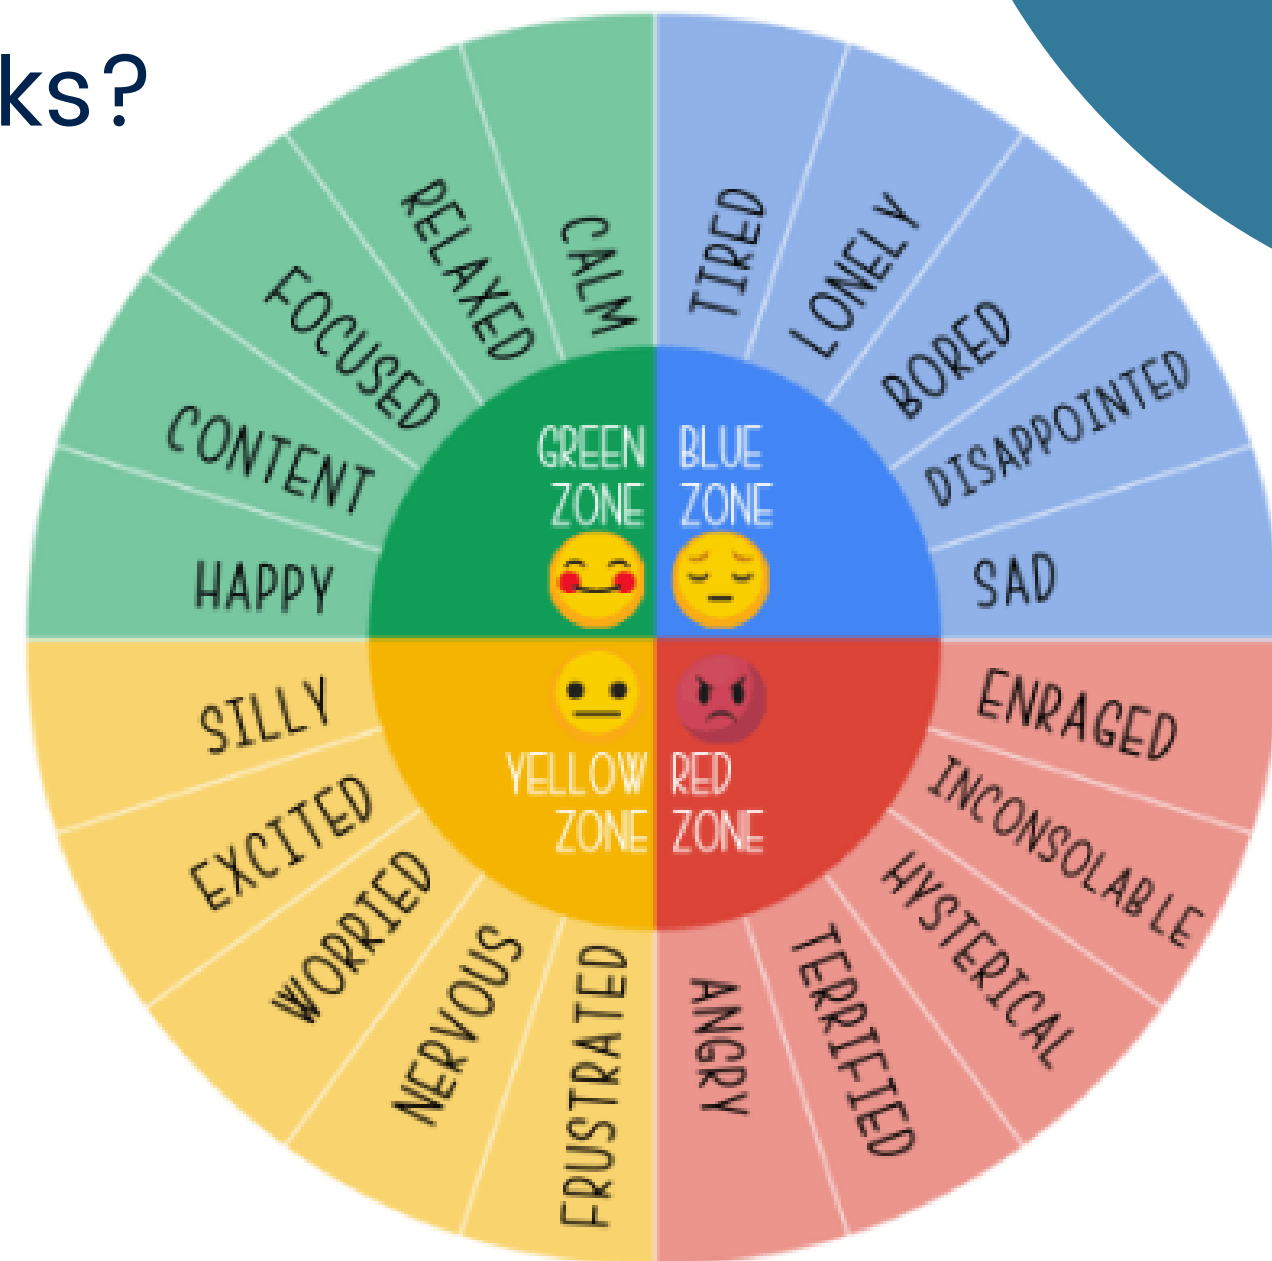 ks?
CALM
RELAXED
FOCUSED
CONTENT
HAPPY
TIRED
LONELY
BORED
DISAPPOINTED
SAD
GREEN
ZONE
BLUE
ZONE
YELLOW
ZONE
RED
ZONE
SILLY
EXCITED
WORRIED
NERVOUS
FRUSTRATED
ENRAGED
INCONSOLABLE
HYSTERICAL
TERRIFIED
ANGRY